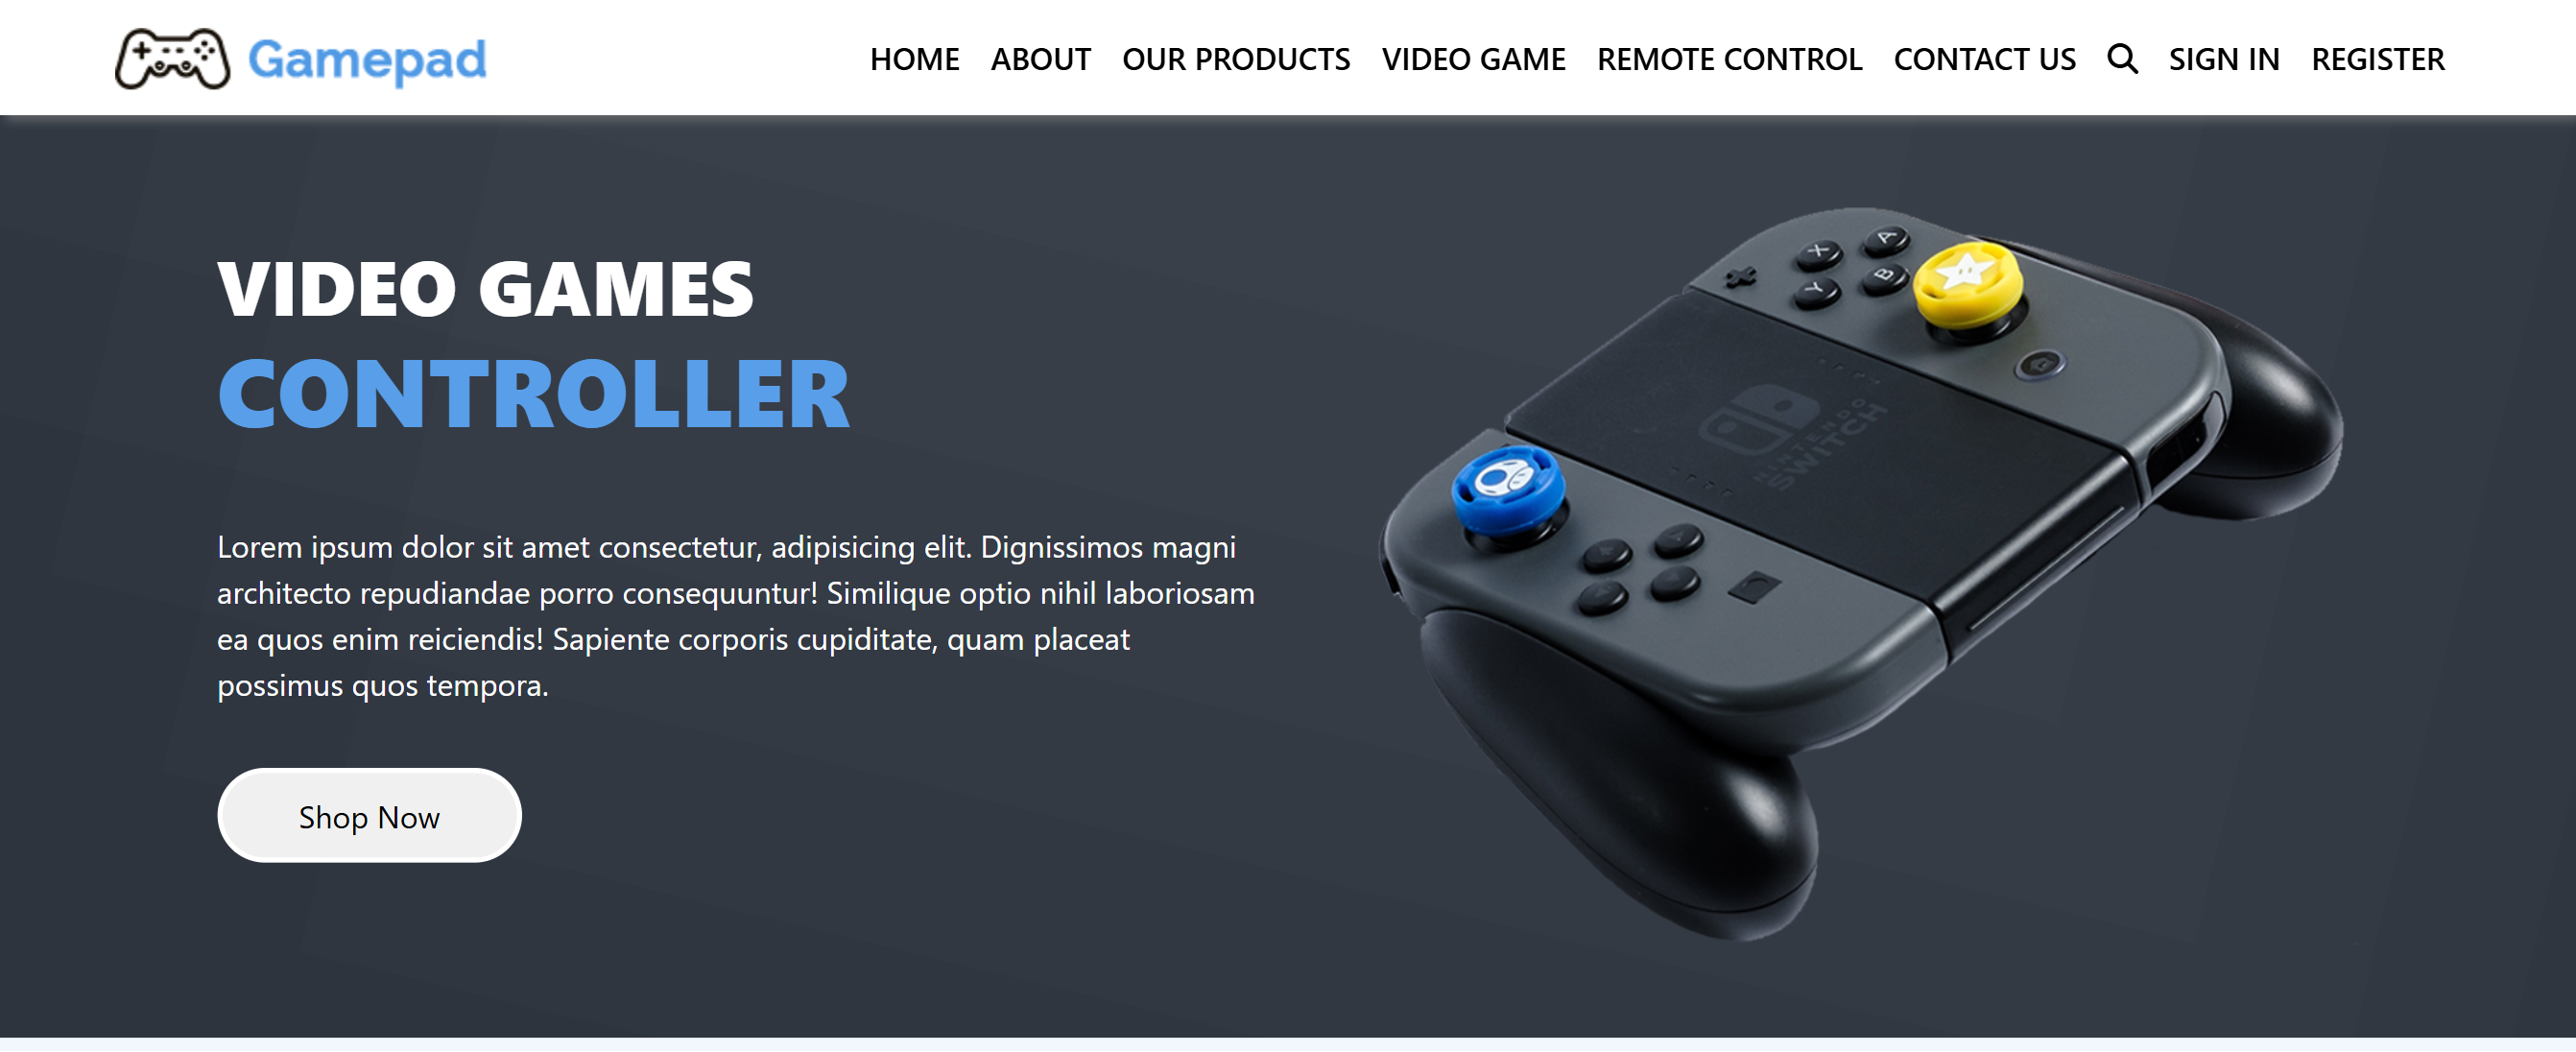 Gamepad
HOME ABOUT OUR PRODUCTS VIDEO GAME REMOTE CONTROL CONTACT US SIGN IN REGISTER
VIDEO GAMES
CONTROLLER
Lorem ipsum dolor sit amet consectetur, adipisicing elit. Dignissimos magni
architecto repudiandae porro consequuntur! Similique optio nihil laboriosam
ea quos enim reiciendis! Sapiente corporis cupiditate, quam placeat
possimus quos tempora.
Shop Now
X
A
Y
B
NINTENDO
SWITCH